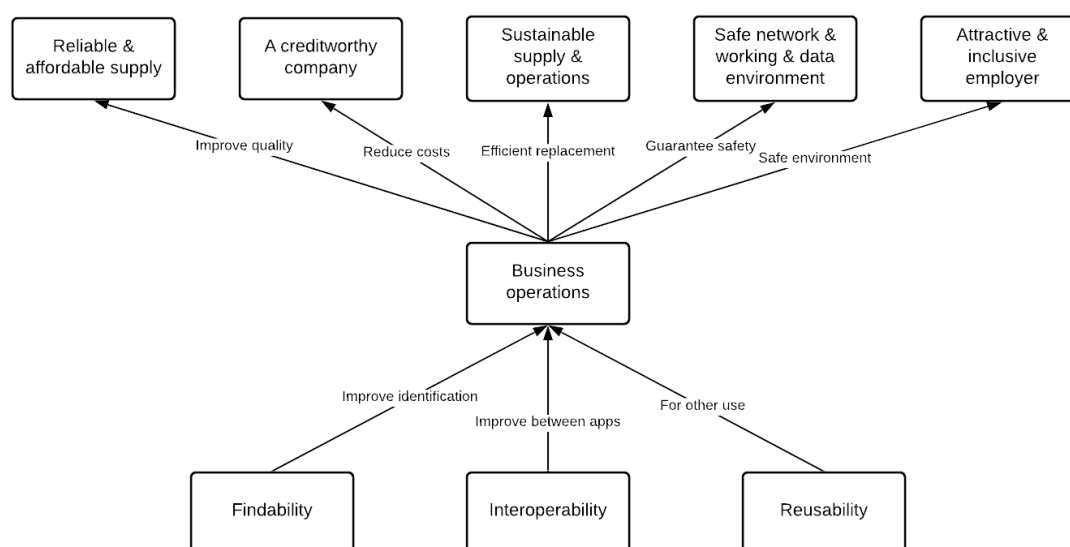 Reliable &
affordable supply
A creditworthy
company
Sustainable
supply &
operations
Safe network &
working & data
environment
Attractive &
inclusive
employer
Improve quality
Reduce costs
Efficient replacement
Guarantee safety
Safe environment
Business
operations
Improve identification
Improve between apps
For other use
Findability
Interoperability
Reusability